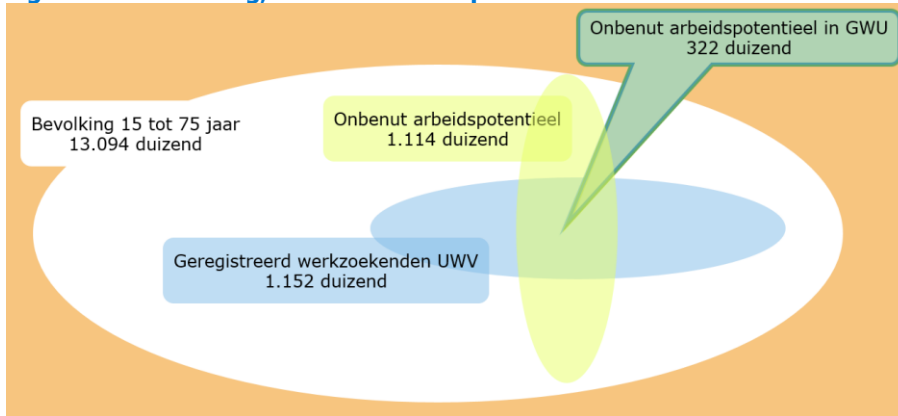 Onbenut arbeidspotentieel in GWU
322 duizend
Bevolking 15 tot 75 jaar
13.094 duizend
Onbenut arbeidspotentieel
1.114 duizend
Geregistreerd werkzoekenden UWV
1.152 duizend